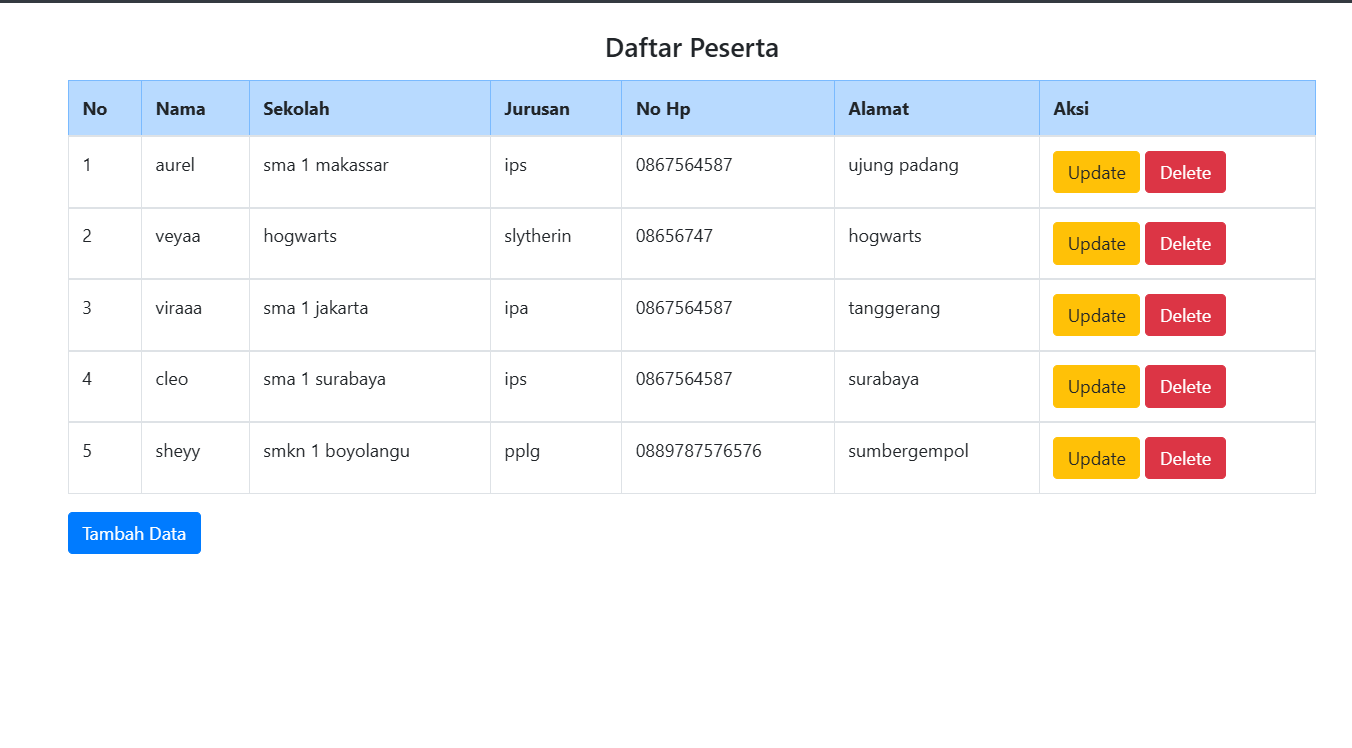 Daftar Peserta
No Nama Sekolah Jurusan No Hp Alamat Aksi
1 aurel sma 1 makassar ips 0867564587 ujung padang Update Delete
2 veyaa hogwarts slytherin 08656747 hogwarts Update Delete
3 viraaa sma 1 jakarta ipa 0867564587 tanggerang Update Delete
4 cleo sma 1 surabaya ips 0867564587 surabaya Update Delete
5 sheyy smkn 1 boyolangu pplg 0889787576576 sumbergempol Update Delete
Tambah Data